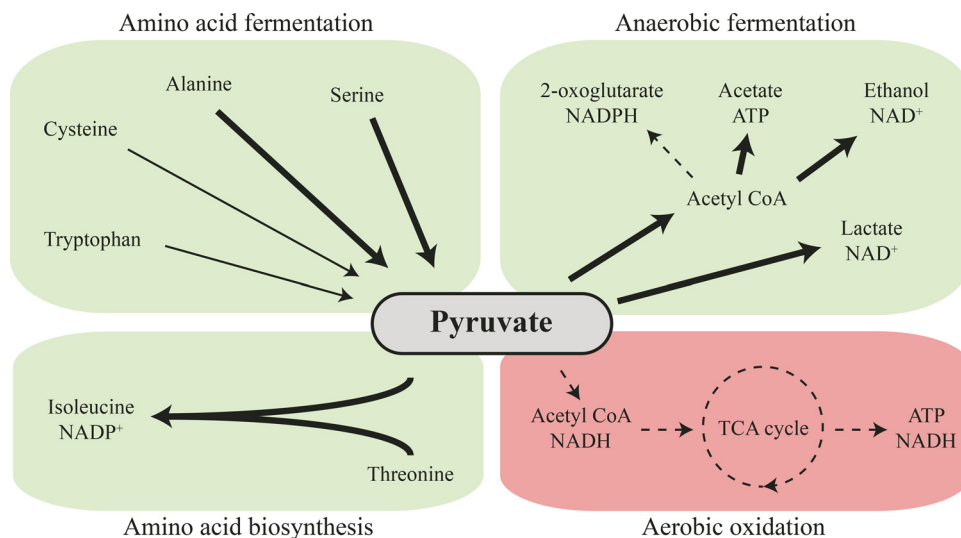 Amino acid fermentation
Alanine
Serine
Cysteine
Tryptophan
Anaerobic fermentation
2-oxoglutarate
NADPH
Acetate
ATP
Ethanol
NAD⁺
Acetyl CoA
Lactate
NAD⁺
Pyruvate
Isoleucine
NADP⁺
Threonine
Amino acid biosynthesis
Acetyl CoA
NADH
TCA cycle
ATP
NADH
Aerobic oxidation